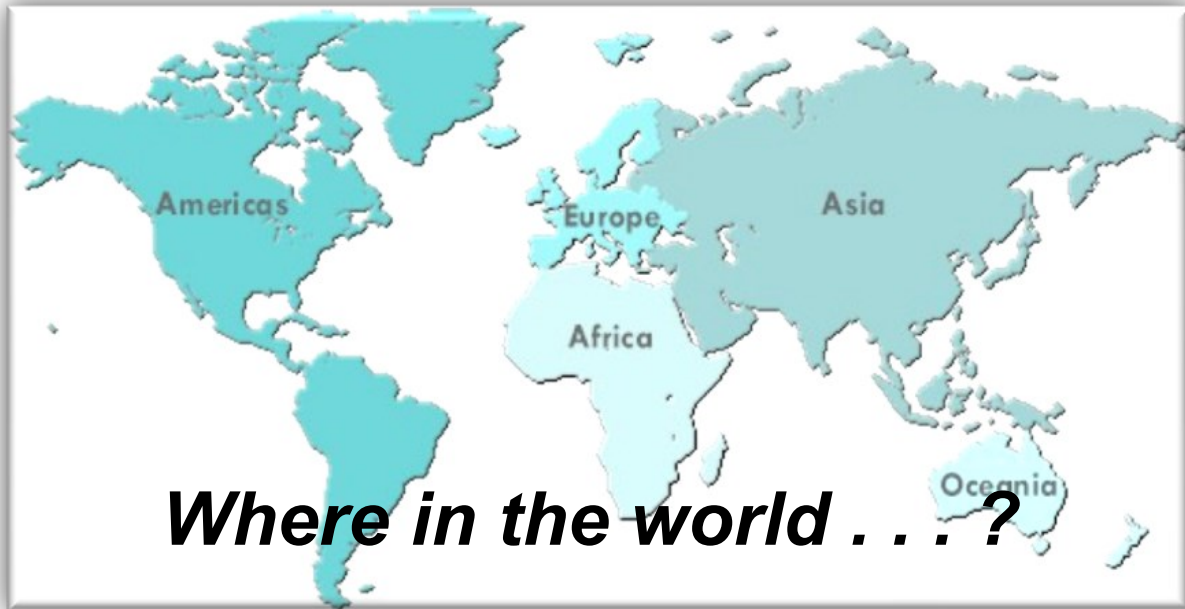 Americas
Europe
Asia
Africa
Oceania
Where in the world . . . ?